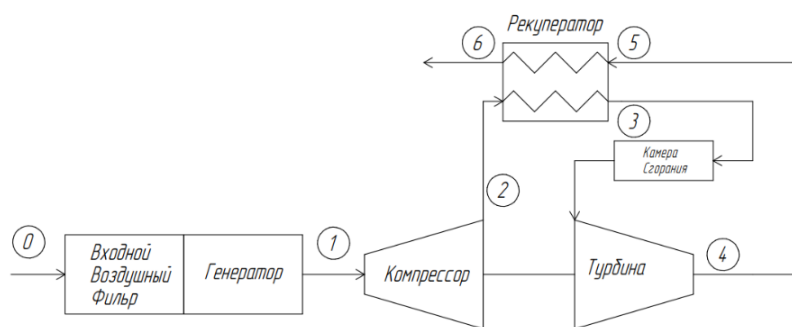 Рекуператор
6
5
3
Камера
Сгорания
2
0
1
Входной
Воздушный
Фильр
Генератор
Компрессор
Турбина
4